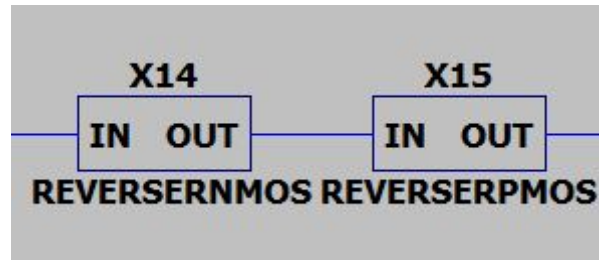 X14 X15
IN OUT IN OUT
REVERSERNMOS REVERSERPMOS